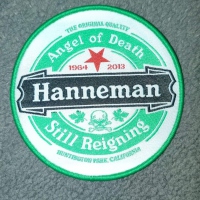 THE ORIGINAL QUALITY
Angel of Death
1964 2013
Hanneman
Still Reigning
HUNTINGTON PARK, CALIFORNIA